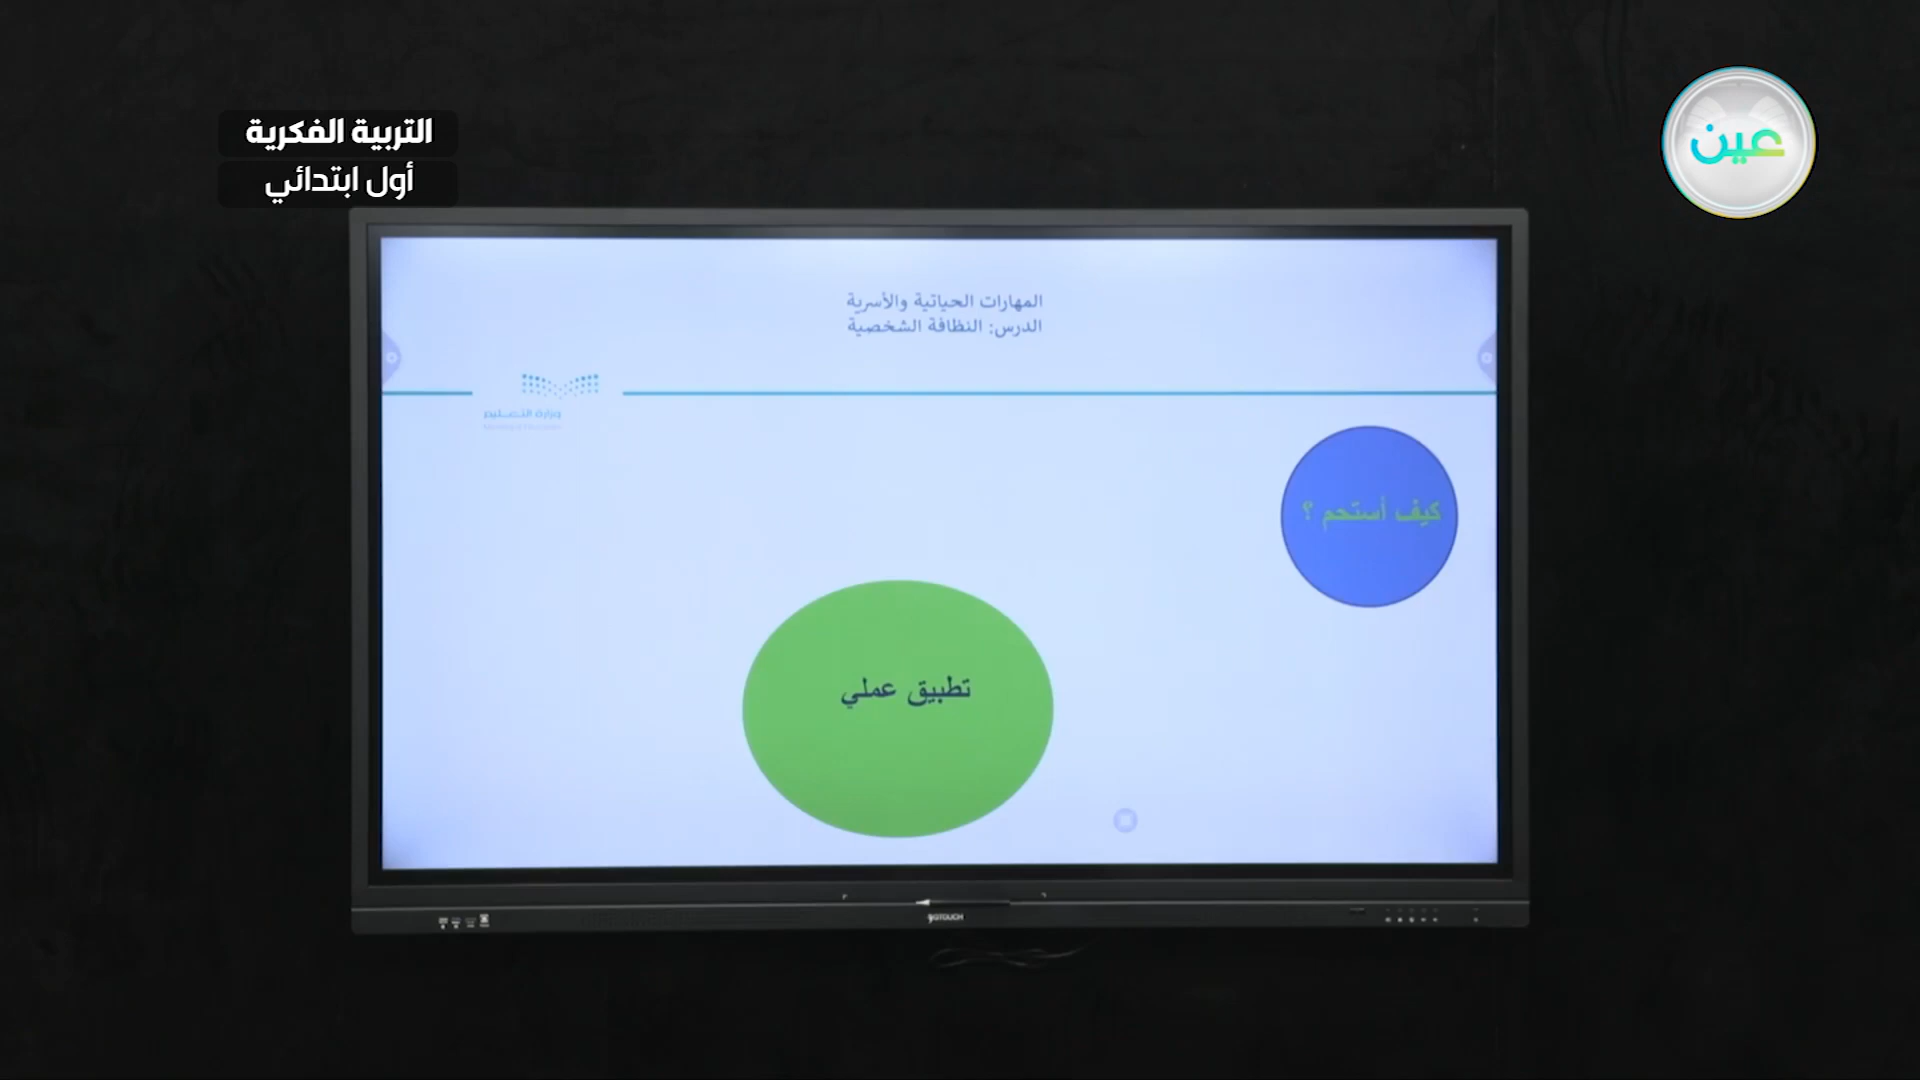 التربية الفكرية
أول ابتدائي
عين
المهارات الحياتية والأسرية
الدرس: النظافة الشخصية
وزارة التعليم
كيف أستحم ؟
تطبيق عملي